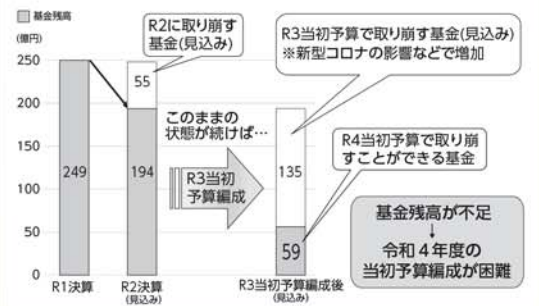 基金残高
(億円)
250
200
150
100
50
0
249
R1決算
R2に取り崩す
基金(見込み)
55
194
R2決算
(見込み)
このままの
状態が続けば…
R3当初
予算編成
R3当初予算で取り崩す基金(見込み)
※新型コロナの影響などで増加
135
R4当初予算で取り崩
すことができる基金
59
R3当初予算編成後
(見込み)
基金残高が不足
↓
令和4年度の
当初予算編成が困難